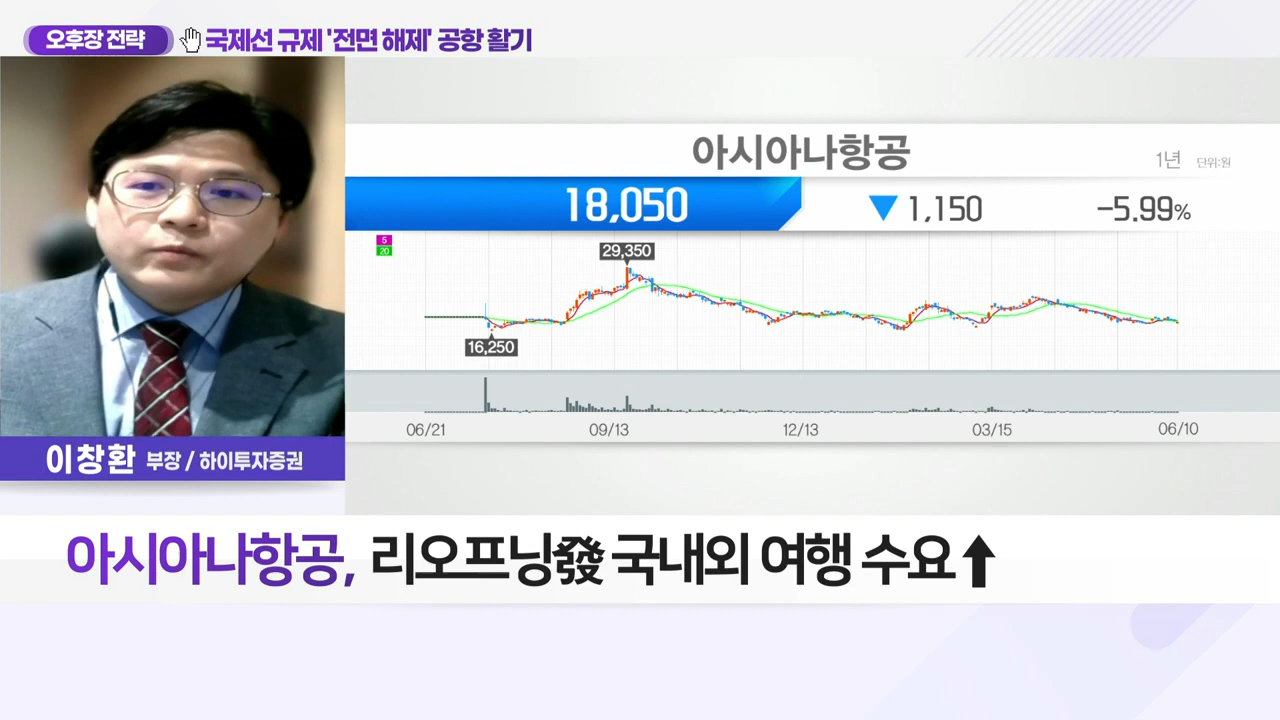 오후장 전략 국제선 규제 '전면 해제' 공항 활기
아시아나항공
1년 단위:원
18,050 ▼ 1,150 -5.99%
5
20
29,350
16,250
06/21 09/13 12/13 03/15 06/10
이창환 부장 / 하이투자증권
아시아나항공, 리오프닝發 국내외 여행 수요↑